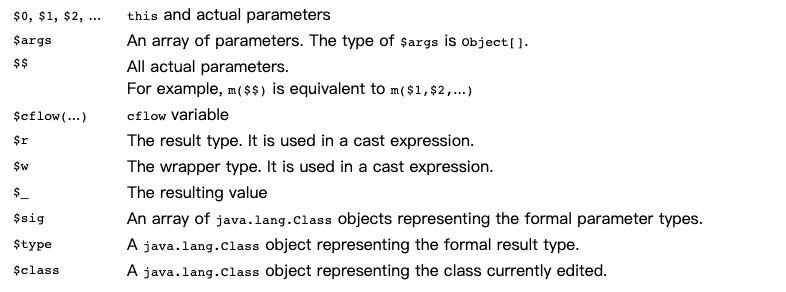 $0, $1, $2, ... this and actual parameters
$args An array of parameters. The type of $args is Object[].
$$ All actual parameters.
For example, m($$) is equivalent to m($1,$2,...)
$cflow(...) cflow variable
$r The result type. It is used in a cast expression.
$w The wrapper type. It is used in a cast expression.
$_ The resulting value
$sig An array of java.lang.Class objects representing the formal parameter types.
$type A java.lang.Class object representing the formal result type.
$class A java.lang.Class object representing the class currently edited.